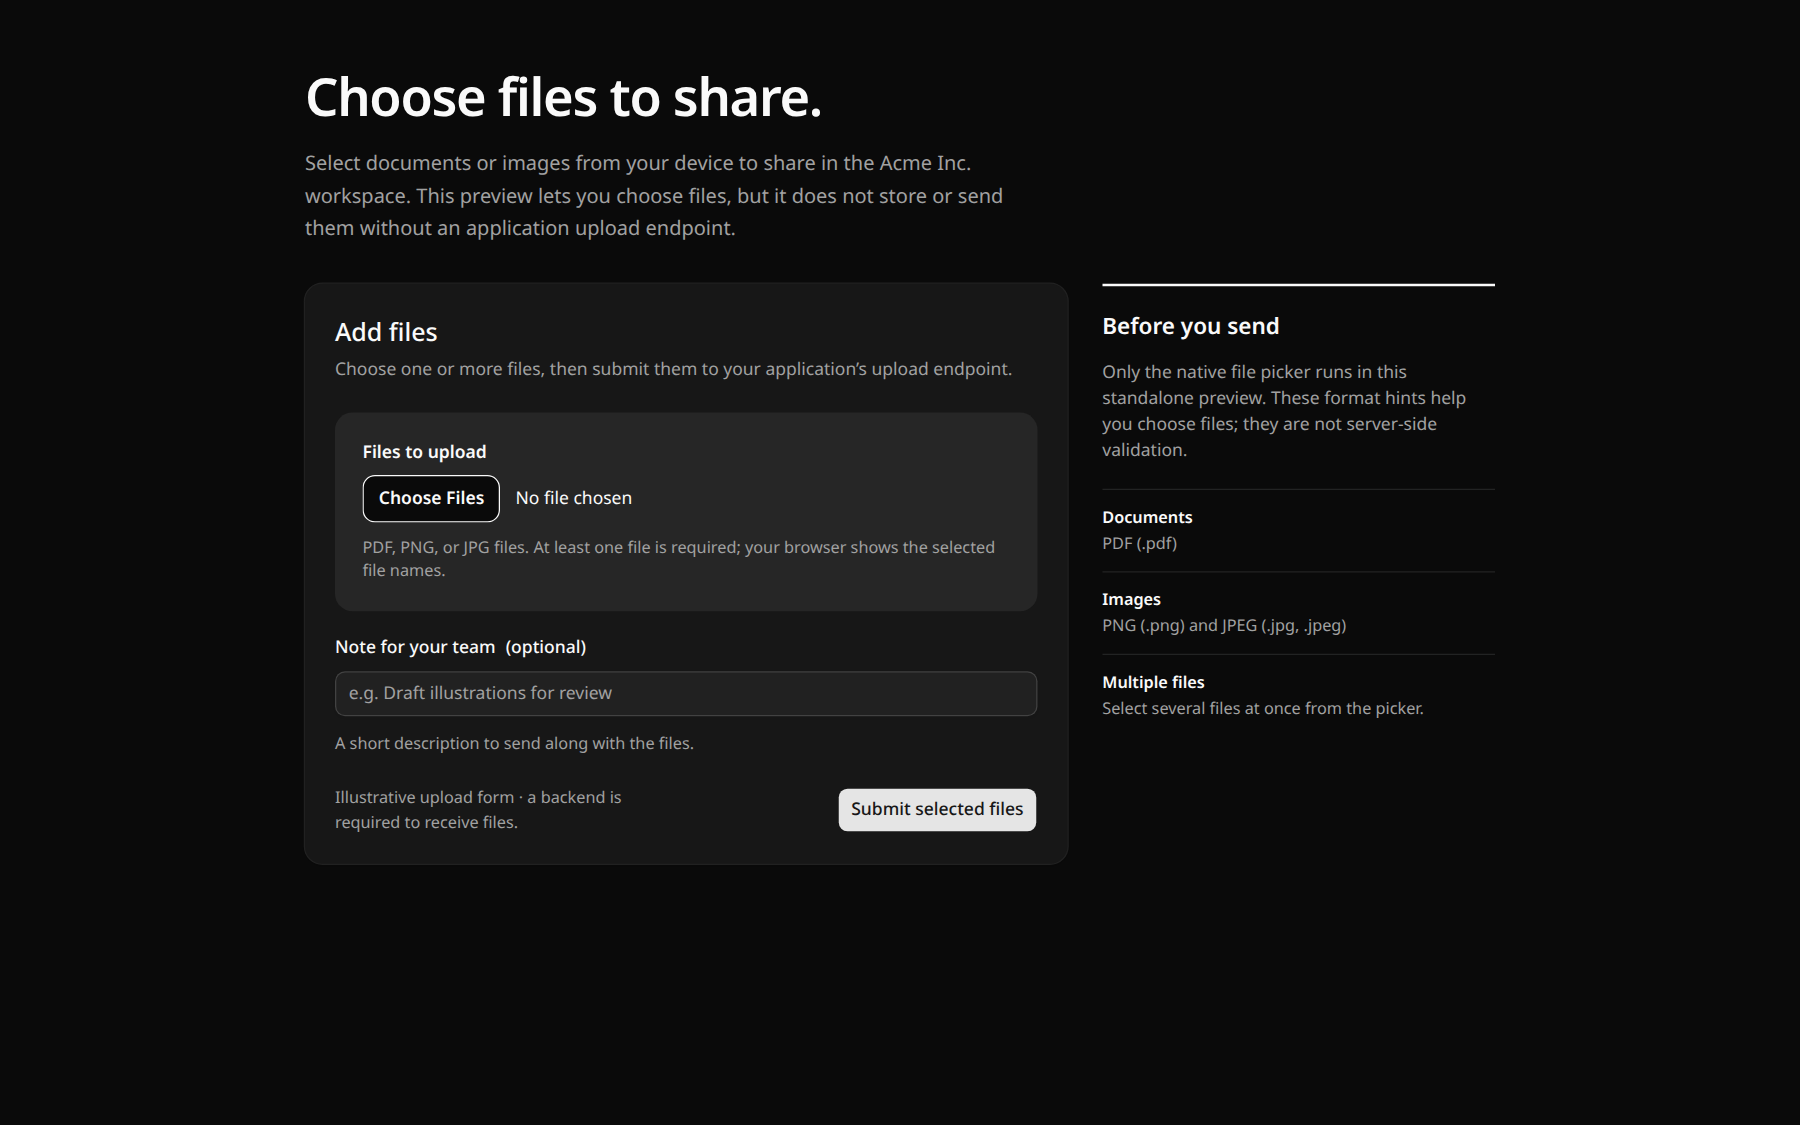 Choose files to share.
Select documents or images from your device to share in the Acme Inc.
workspace. This preview lets you choose files, but it does not store or send
them without an application upload endpoint.
Add files
Choose one or more files, then submit them to your application’s upload endpoint.
Files to upload
Choose Files No file chosen
PDF, PNG, or JPG files. At least one file is required; your browser shows the selected
file names.
Note for your team (optional)
e.g. Draft illustrations for review
A short description to send along with the files.
Illustrative upload form · a backend is
required to receive files.
Submit selected files
Before you send
Only the native file picker runs in this
standalone preview. These format hints help
you choose files; they are not server-side
validation.
Documents
PDF (.pdf)
Images
PNG (.png) and JPEG (.jpg, .jpeg)
Multiple files
Select several files at once from the picker.